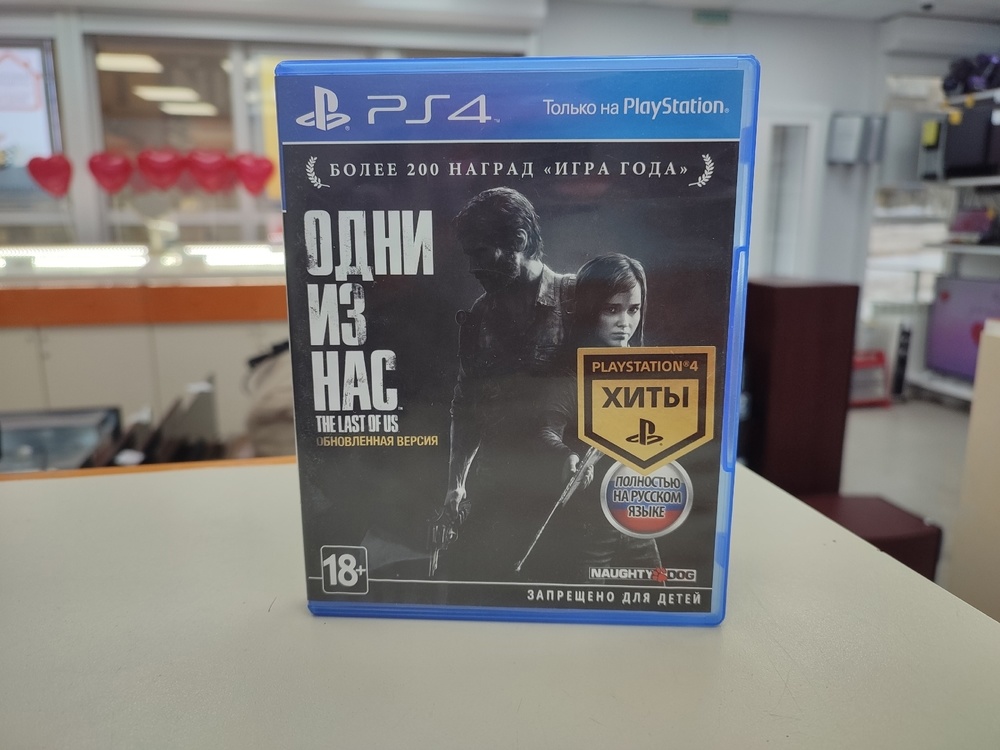 PS4
Только на PlayStation
БОЛЕЕ 200 НАГРАД «ИГРА ГОДА»
ОДНИ
ИЗ
НАС
THE LAST OF US
ОБНОВЛЕННАЯ ВЕРСИЯ
PLAYSTATION®4
ХИТЫ
ПОЛНОСТЬЮ
НА РУССКОМ
ЯЗЫКЕ
18+
NAUGHTY DOG
ЗАПРЕЩЕНО ДЛЯ ДЕТЕЙ